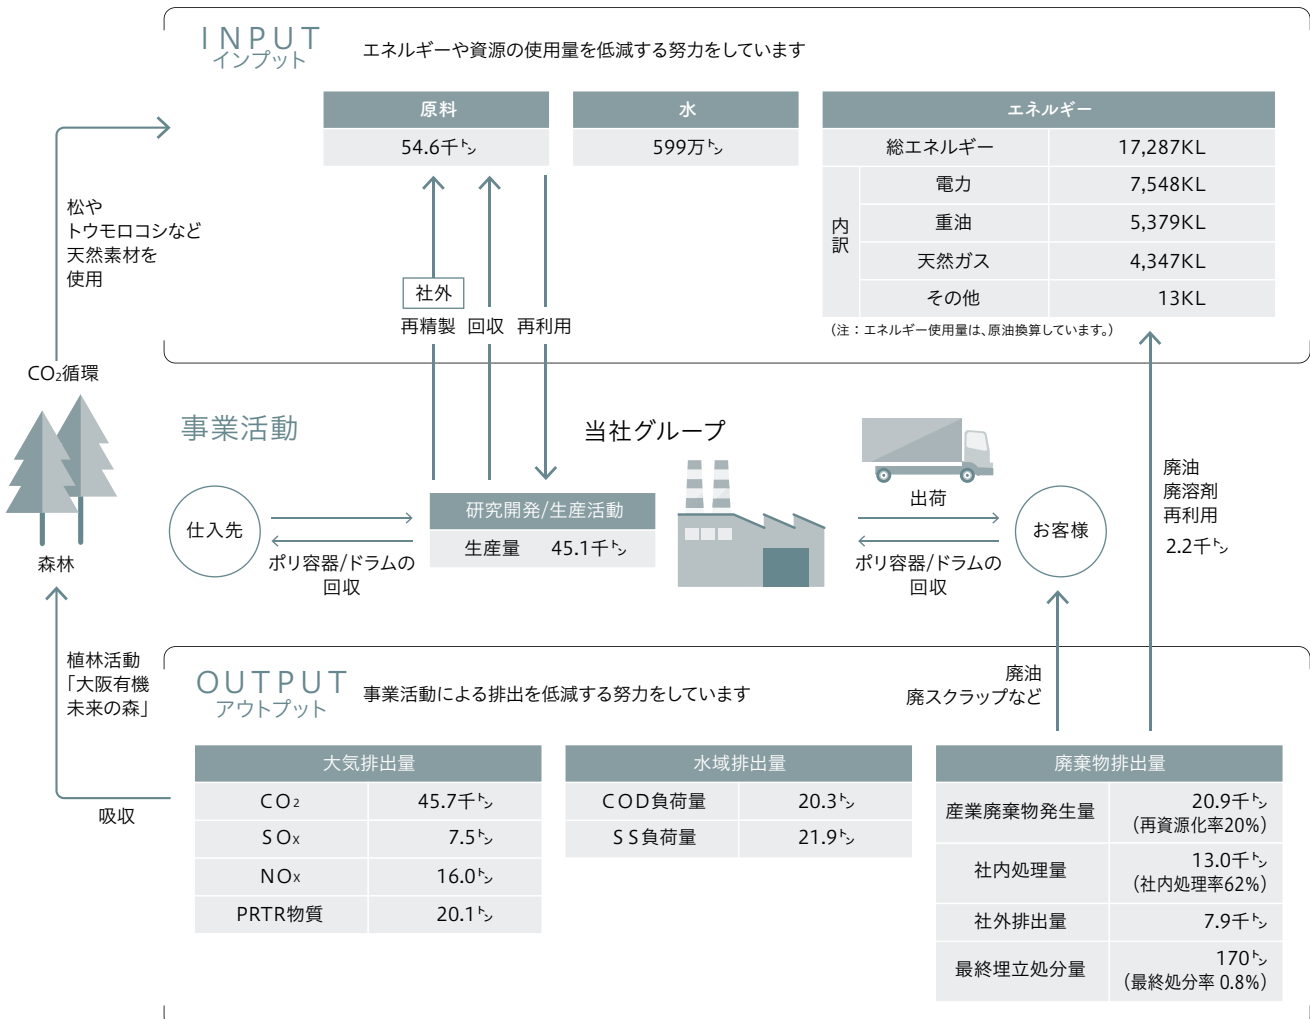 INPUT
インプット
エネルギーや資源の使用量を低減する努力をしています
原料
54.6千㌧
水
599万㌧
エネルギー
総エネルギー 17,287KL
内訳
電力 7,548KL
重油 5,379KL
天然ガス 4,347KL
その他 13KL
(注:エネルギー使用量は、原油換算しています。)
松や
トウモロコシなど
天然素材を
使用
社外
再精製 回収 再利用
CO₂循環
森林
事業活動
当社グループ
仕入先
ポリ容器/ドラムの
回収
研究開発/生産活動
生産量 45.1千㌧
出荷
ポリ容器/ドラムの
回収
お客様
廃油
廃溶剤
再利用
2.2千㌧
植林活動
「大阪有機
未来の森」
吸収
OUTPUT
アウトプット
事業活動による排出を低減する努力をしています
廃油
廃スクラップなど
大気排出量
CO₂ 45.7千㌧
SOx 7.5㌧
NOx 16.0㌧
PRTR物質 20.1㌧
水域排出量
COD負荷量 20.3㌧
SS負荷量 21.9㌧
廃棄物排出量
産業廃棄物発生量 20.9千㌧
(再資源化率20%)
社内処理量 13.0千㌧
(社内処理率62%)
社外排出量 7.9千㌧
最終埋立処分量 170㌧
(最終処分率 0.8%)